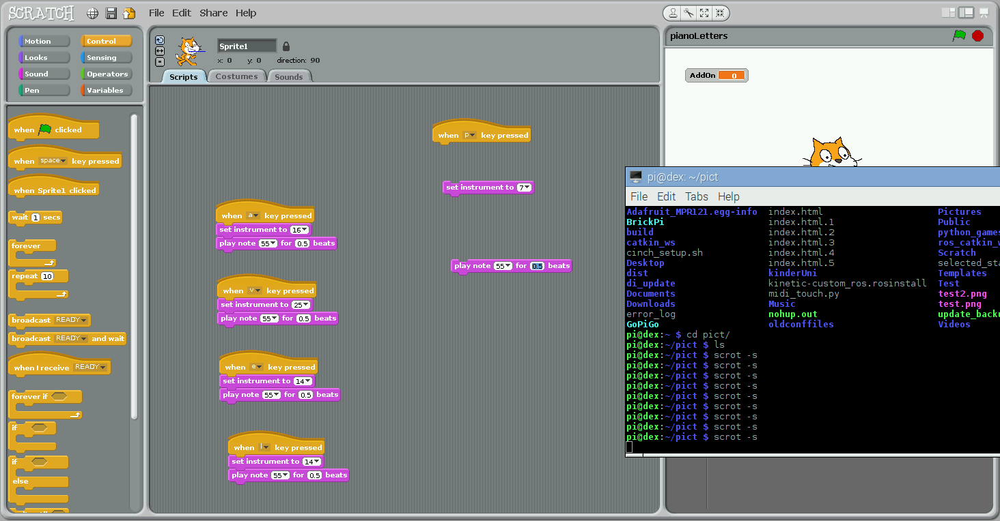 SCRATCH File Edit Share Help
Motion Control
Looks Sensing
Sound Operators
Pen Variables
when clicked
when space key pressed
when Sprite1 clicked
wait 1 secs
forever
repeat 10
broadcast READY
broadcast READY and wait
when I receive READY
forever if
if
if
else
Sprite1
x: 0 y: 0 direction: 90
Scripts Costumes Sounds
when a key pressed
set instrument to 16
play note 55 for 0.5 beats
when v key pressed
set instrument to 25
play note 55 for 0.5 beats
when e key pressed
set instrument to 14
play note 55 for 0.5 beats
when l key pressed
set instrument to 14
play note 55 for 0.5 beats
when p key pressed
set instrument to 7
play note 55 for 0.5 beats
pianoLetters
AddOn 0
pi@dex: ~/pict
File Edit Tabs Help
Adafruit_MPR121.egg-info index.html Pictures
BrickPi index.html.1 Public
build index.html.2 python_games
catkin_ws index.html.3 ros_catkin_w
cinch_setup.sh index.html.4 Scratch
Desktop index.html.5 selected_sta
dist kinderUni Templates
di_update kinetic-custom_ros.rosinstall Test
Documents midi_touch.py test2.png
Downloads Music test.png
error_log nohup.out update_backu
GoPiGo oldconffiles Videos
pi@dex:~ $ cd pict/
pi@dex:~/pict $ ls
pi@dex:~/pict $ scrot -s
pi@dex:~/pict $ scrot -s
pi@dex:~/pict $ scrot -s
pi@dex:~/pict $ scrot -s
pi@dex:~/pict $ scrot -s
pi@dex:~/pict $ scrot -s
pi@dex:~/pict $ scrot -s
pi@dex:~/pict $ scrot -s
pi@dex:~/pict $ scrot -s